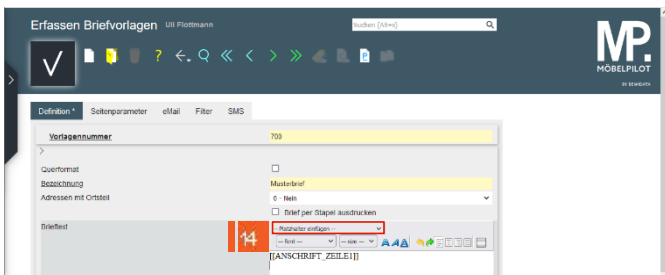 Erfassen Briefvorlagen Uli Flottmann
Suchen (Alt+s)
MP.
MÖBELPILOT
Definition * Seitenparameter eMail Filter SMS
Vorlagennummer 700
Querformat
Bezeichnung Musterbrief
Adressen mit Ortsteil 0 - Nein
Brief per Stapel ausdrucken
Brieftext
14
-- Platzhalter einfügen --
-- font -- -- size --
[[ANSCHRIFT_ZEILE1]]